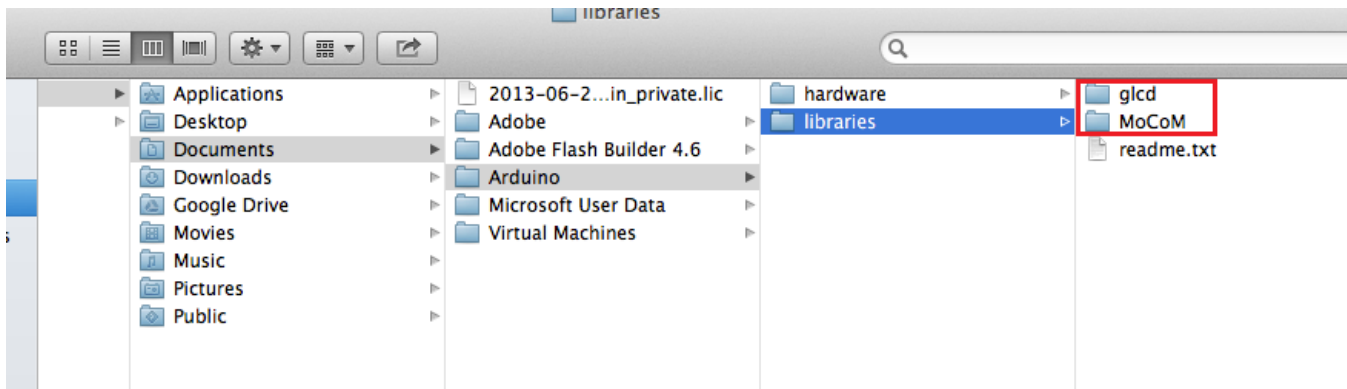 libraries
Applications
Desktop
Documents
Downloads
Google Drive
Movies
Music
Pictures
Public
2013-06-2...in_private.lic
Adobe
Adobe Flash Builder 4.6
Arduino
Microsoft User Data
Virtual Machines
hardware
libraries
glcd
MoCoM
readme.txt